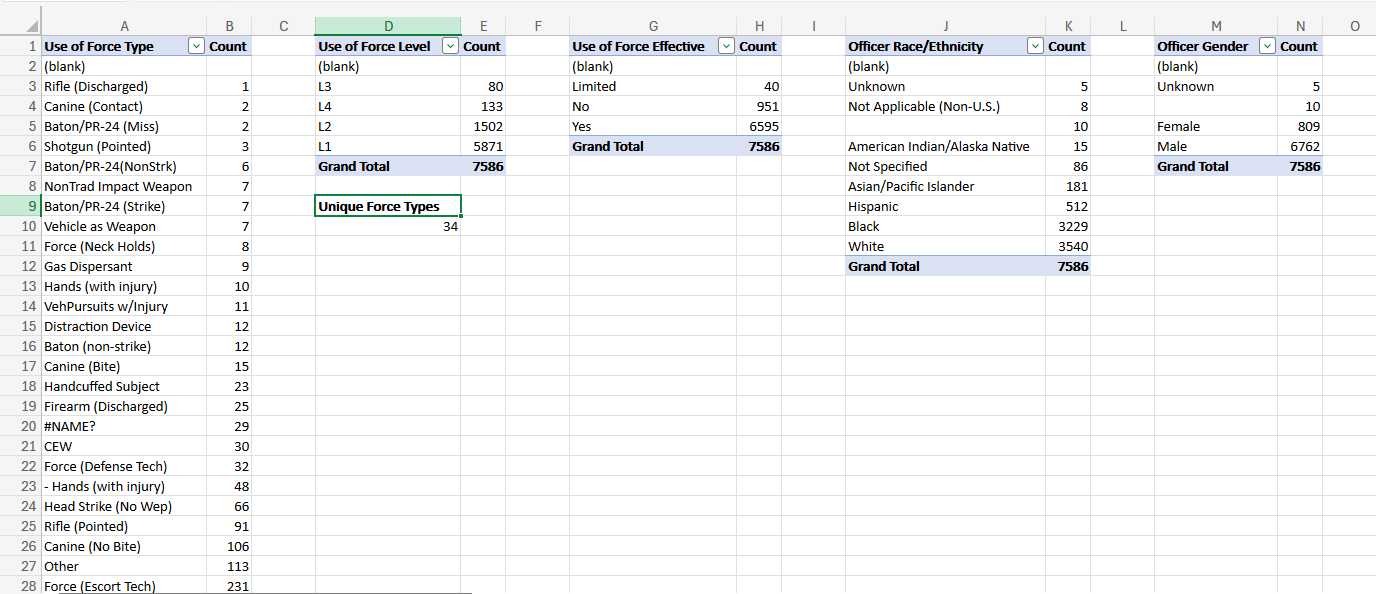 A B C D E F G H I J K L M N O
1 Use of Force Type Count Use of Force Level Count Use of Force Effective Count Officer Race/Ethnicity Count Officer Gender Count
2 (blank) (blank) (blank) (blank) (blank)
3 Rifle (Discharged) 1 L3 80 Limited 40 Unknown 5 Unknown 5
4 Canine (Contact) 2 L4 133 No 951 Not Applicable (Non-U.S.) 8 10
5 Baton/PR-24 (Miss) 2 L2 1502 Yes 6595 10 Female 809
6 Shotgun (Pointed) 3 L1 5871 Grand Total 7586 American Indian/Alaska Native 15 Male 6762
7 Baton/PR-24(NonStrk) 6 Grand Total 7586 Not Specified 86 Grand Total 7586
8 NonTrad Impact Weapon 7 Asian/Pacific Islander 181
9 Baton/PR-24 (Strike) 7 Unique Force Types Hispanic 512
10 Vehicle as Weapon 7 34 Black 3229
11 Force (Neck Holds) 8 White 3540
12 Gas Dispersant 9 Grand Total 7586
13 Hands (with injury) 10
14 VehPursuits w/Injury 11
15 Distraction Device 12
16 Baton (non-strike) 12
17 Canine (Bite) 15
18 Handcuffed Subject 23
19 Firearm (Discharged) 25
20 #NAME? 29
21 CEW 30
22 Force (Defense Tech) 32
23 - Hands (with injury) 48
24 Head Strike (No Wep) 66
25 Rifle (Pointed) 91
26 Canine (No Bite) 106
27 Other 113
28 Force (Escort Tech) 231